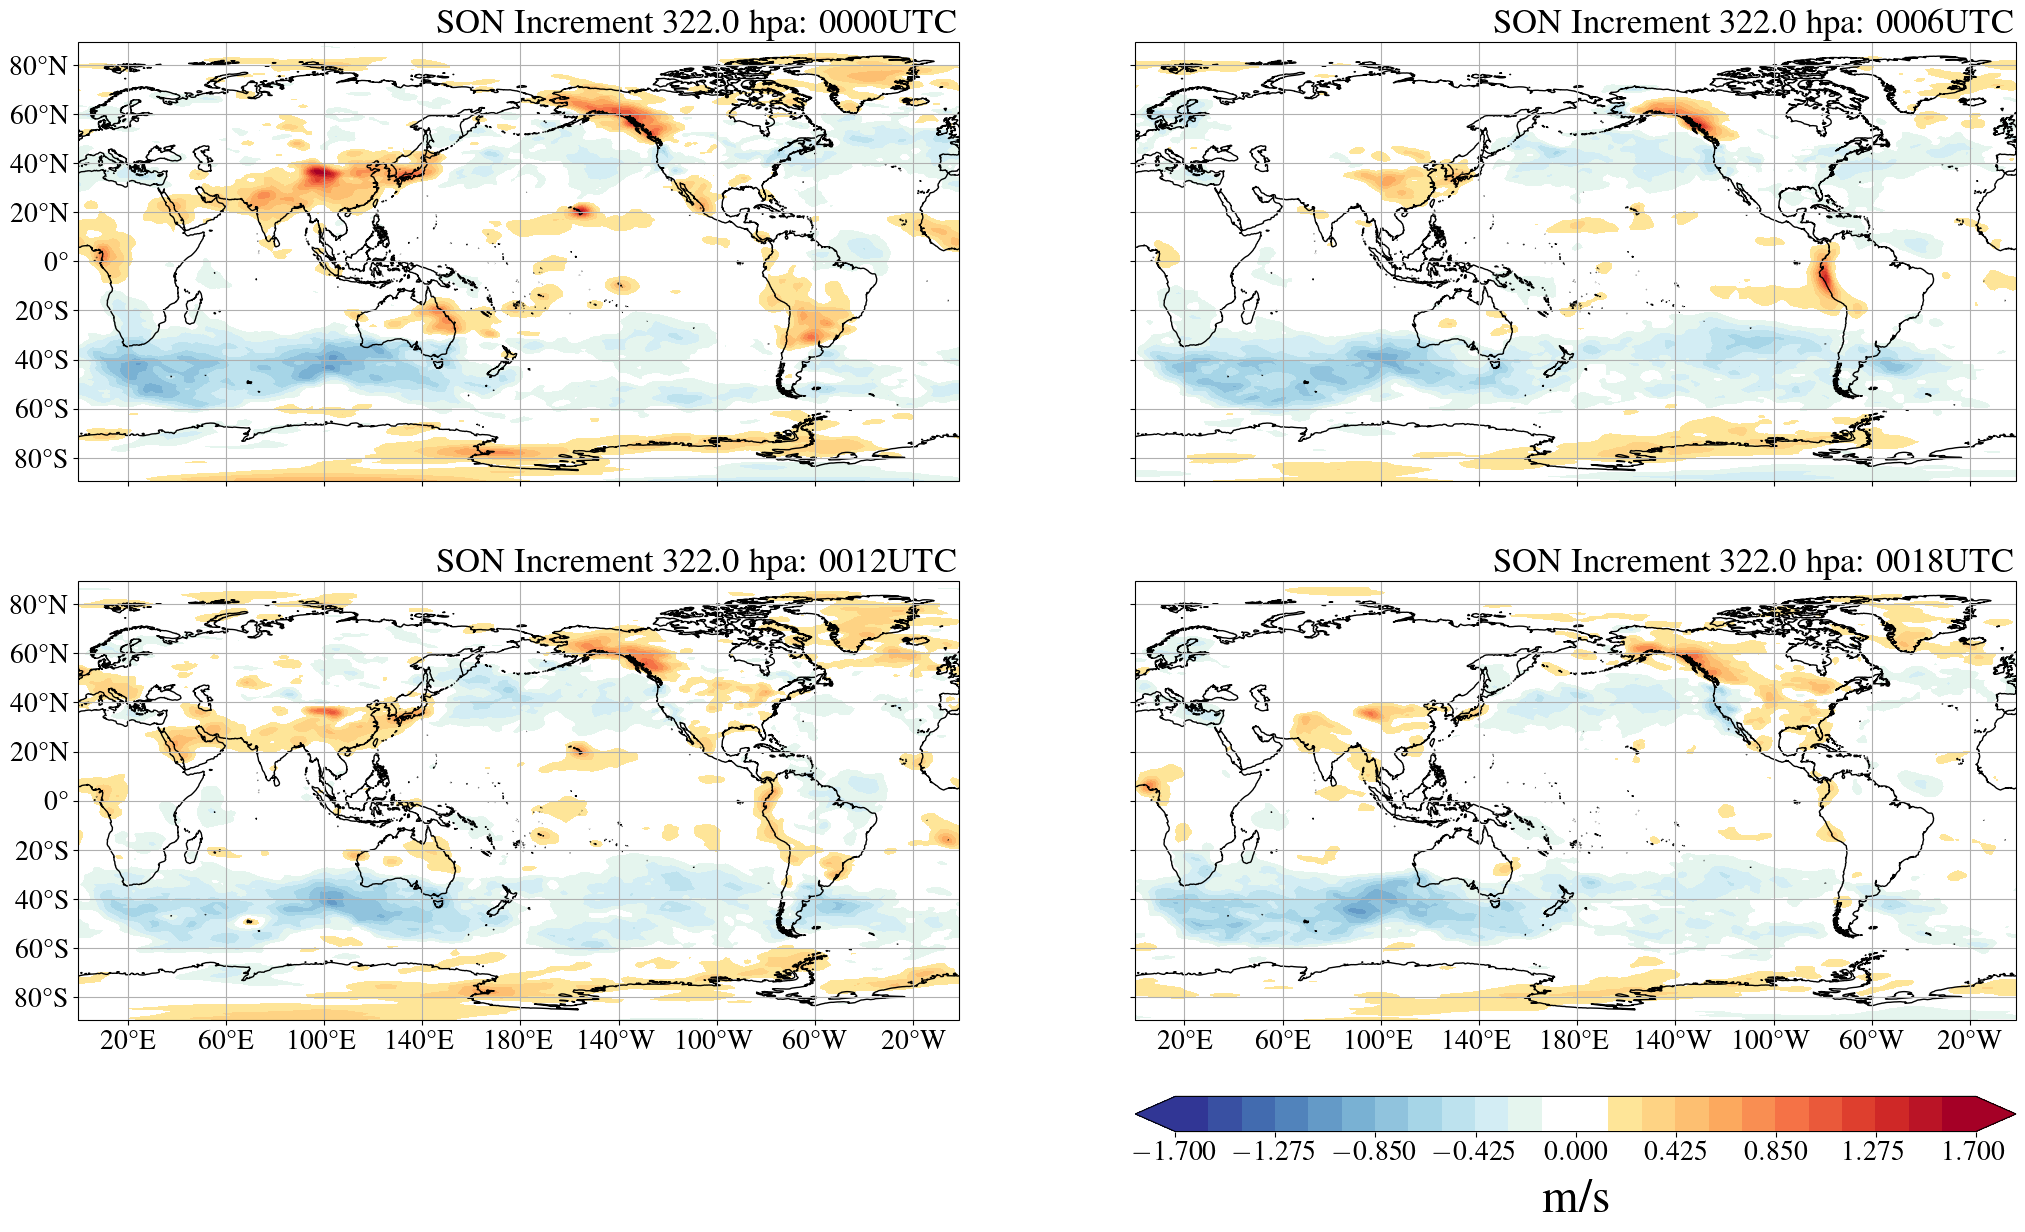 SON Increment 322.0 hpa: 0000UTC
SON Increment 322.0 hpa: 0006UTC
80°N
60°N
40°N
20°N
0°
20°S
40°S
60°S
80°S
SON Increment 322.0 hpa: 0012UTC
SON Increment 322.0 hpa: 0018UTC
80°N
60°N
40°N
20°N
0°
20°S
40°S
60°S
80°S
20°E 60°E 100°E 140°E 180°E 140°W 100°W 60°W 20°W
20°E 60°E 100°E 140°E 180°E 140°W 100°W 60°W 20°W
−1.700 −1.275 −0.850 −0.425 0.000 0.425 0.850 1.275 1.700
m/s